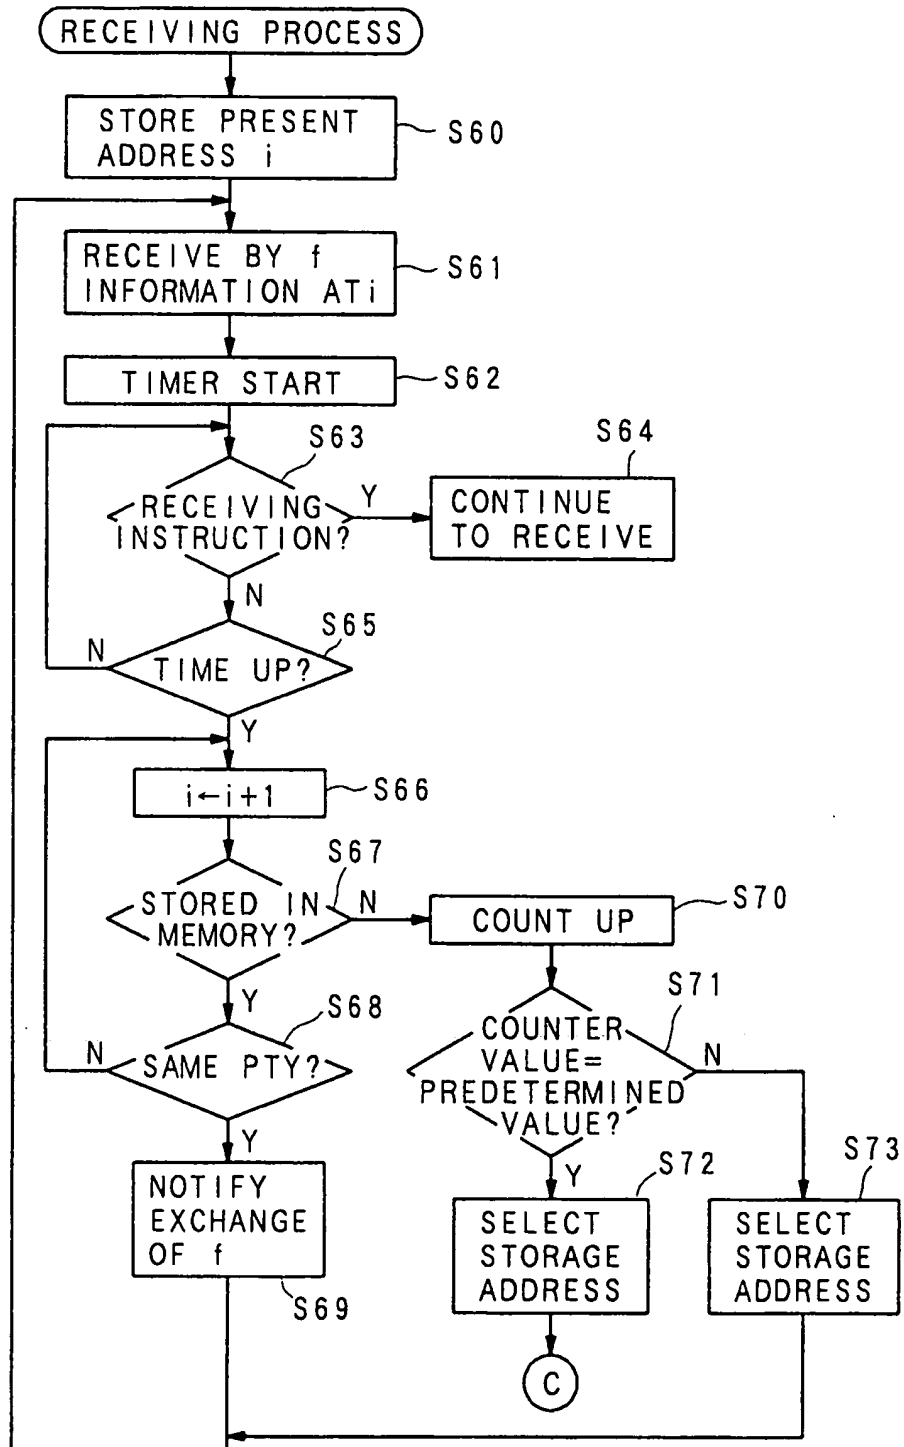 RECEIVING PROCESS
STORE PRESENT
ADDRESS i
S60
RECEIVE BY f
INFORMATION ATi
S61
TIMER START
S62
S63
RECEIVING
INSTRUCTION?
Y
N
S64
CONTINUE
TO RECEIVE
S65
TIME UP?
N
Y
i←i+1
S66
S67
STORED IN
MEMORY?
N
Y
S70
COUNT UP
S68
SAME PTY?
N
Y
S71
COUNTER
VALUE=
PREDETERMINED
VALUE?
N
Y
NOTIFY
EXCHANGE
OF f
S69
S72
SELECT
STORAGE
ADDRESS
S73
SELECT
STORAGE
ADDRESS
C